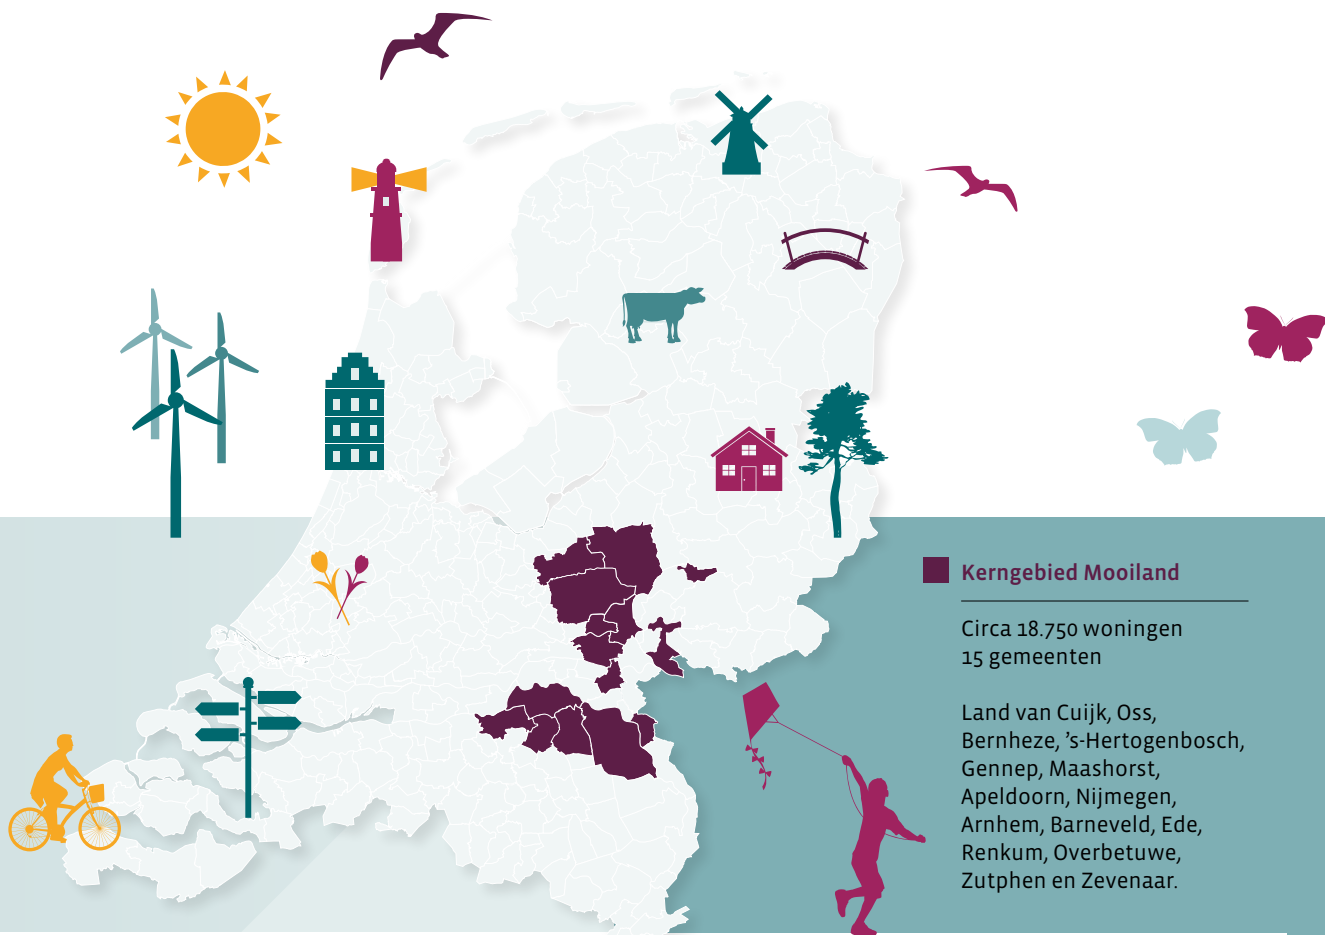 Kerngebied Mooiland
Circa 18.750 woningen
15 gemeenten
Land van Cuijk, Oss,
Bernheze, ’s-Hertogenbosch,
Gennep, Maashorst,
Apeldoorn, Nijmegen,
Arnhem, Barneveld, Ede,
Renkum, Overbetuwe,
Zutphen en Zevenaar.